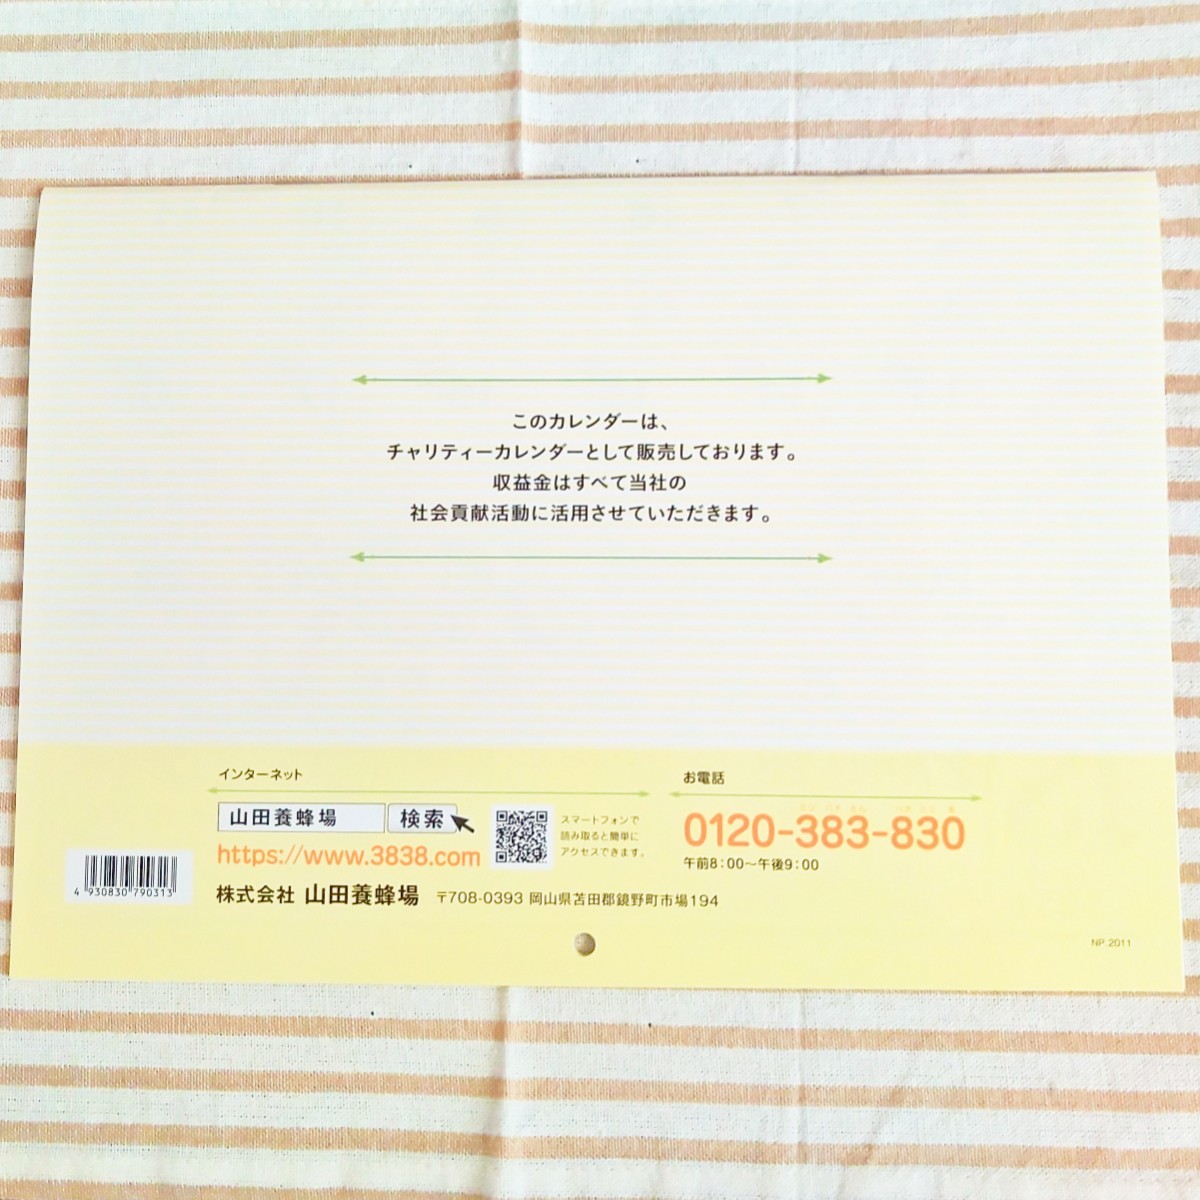 このカレンダーは、
チャリティーカレンダーとして販売しております。
収益金はすべて当社の
社会貢献活動に活用させていただきます。
インターネット
山田養蜂場 検索
https://www.3838.com
スマートフォンで
読み取ると簡単に
アクセスできます。
お電話
0120-383-830
午前8:00〜午後9:00
4 930830 790313
株式会社 山田養蜂場 〒708-0393 岡山県苫田郡鏡野町市場194
NP.2011